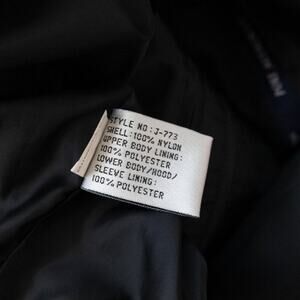 STYLE NO: J-773
SHELL: 100% NYLON
UPPER BODY LINING:
100% POLYESTER
LOWER BODY/HOOD/
SLEEVE LINING:
100% POLYESTER